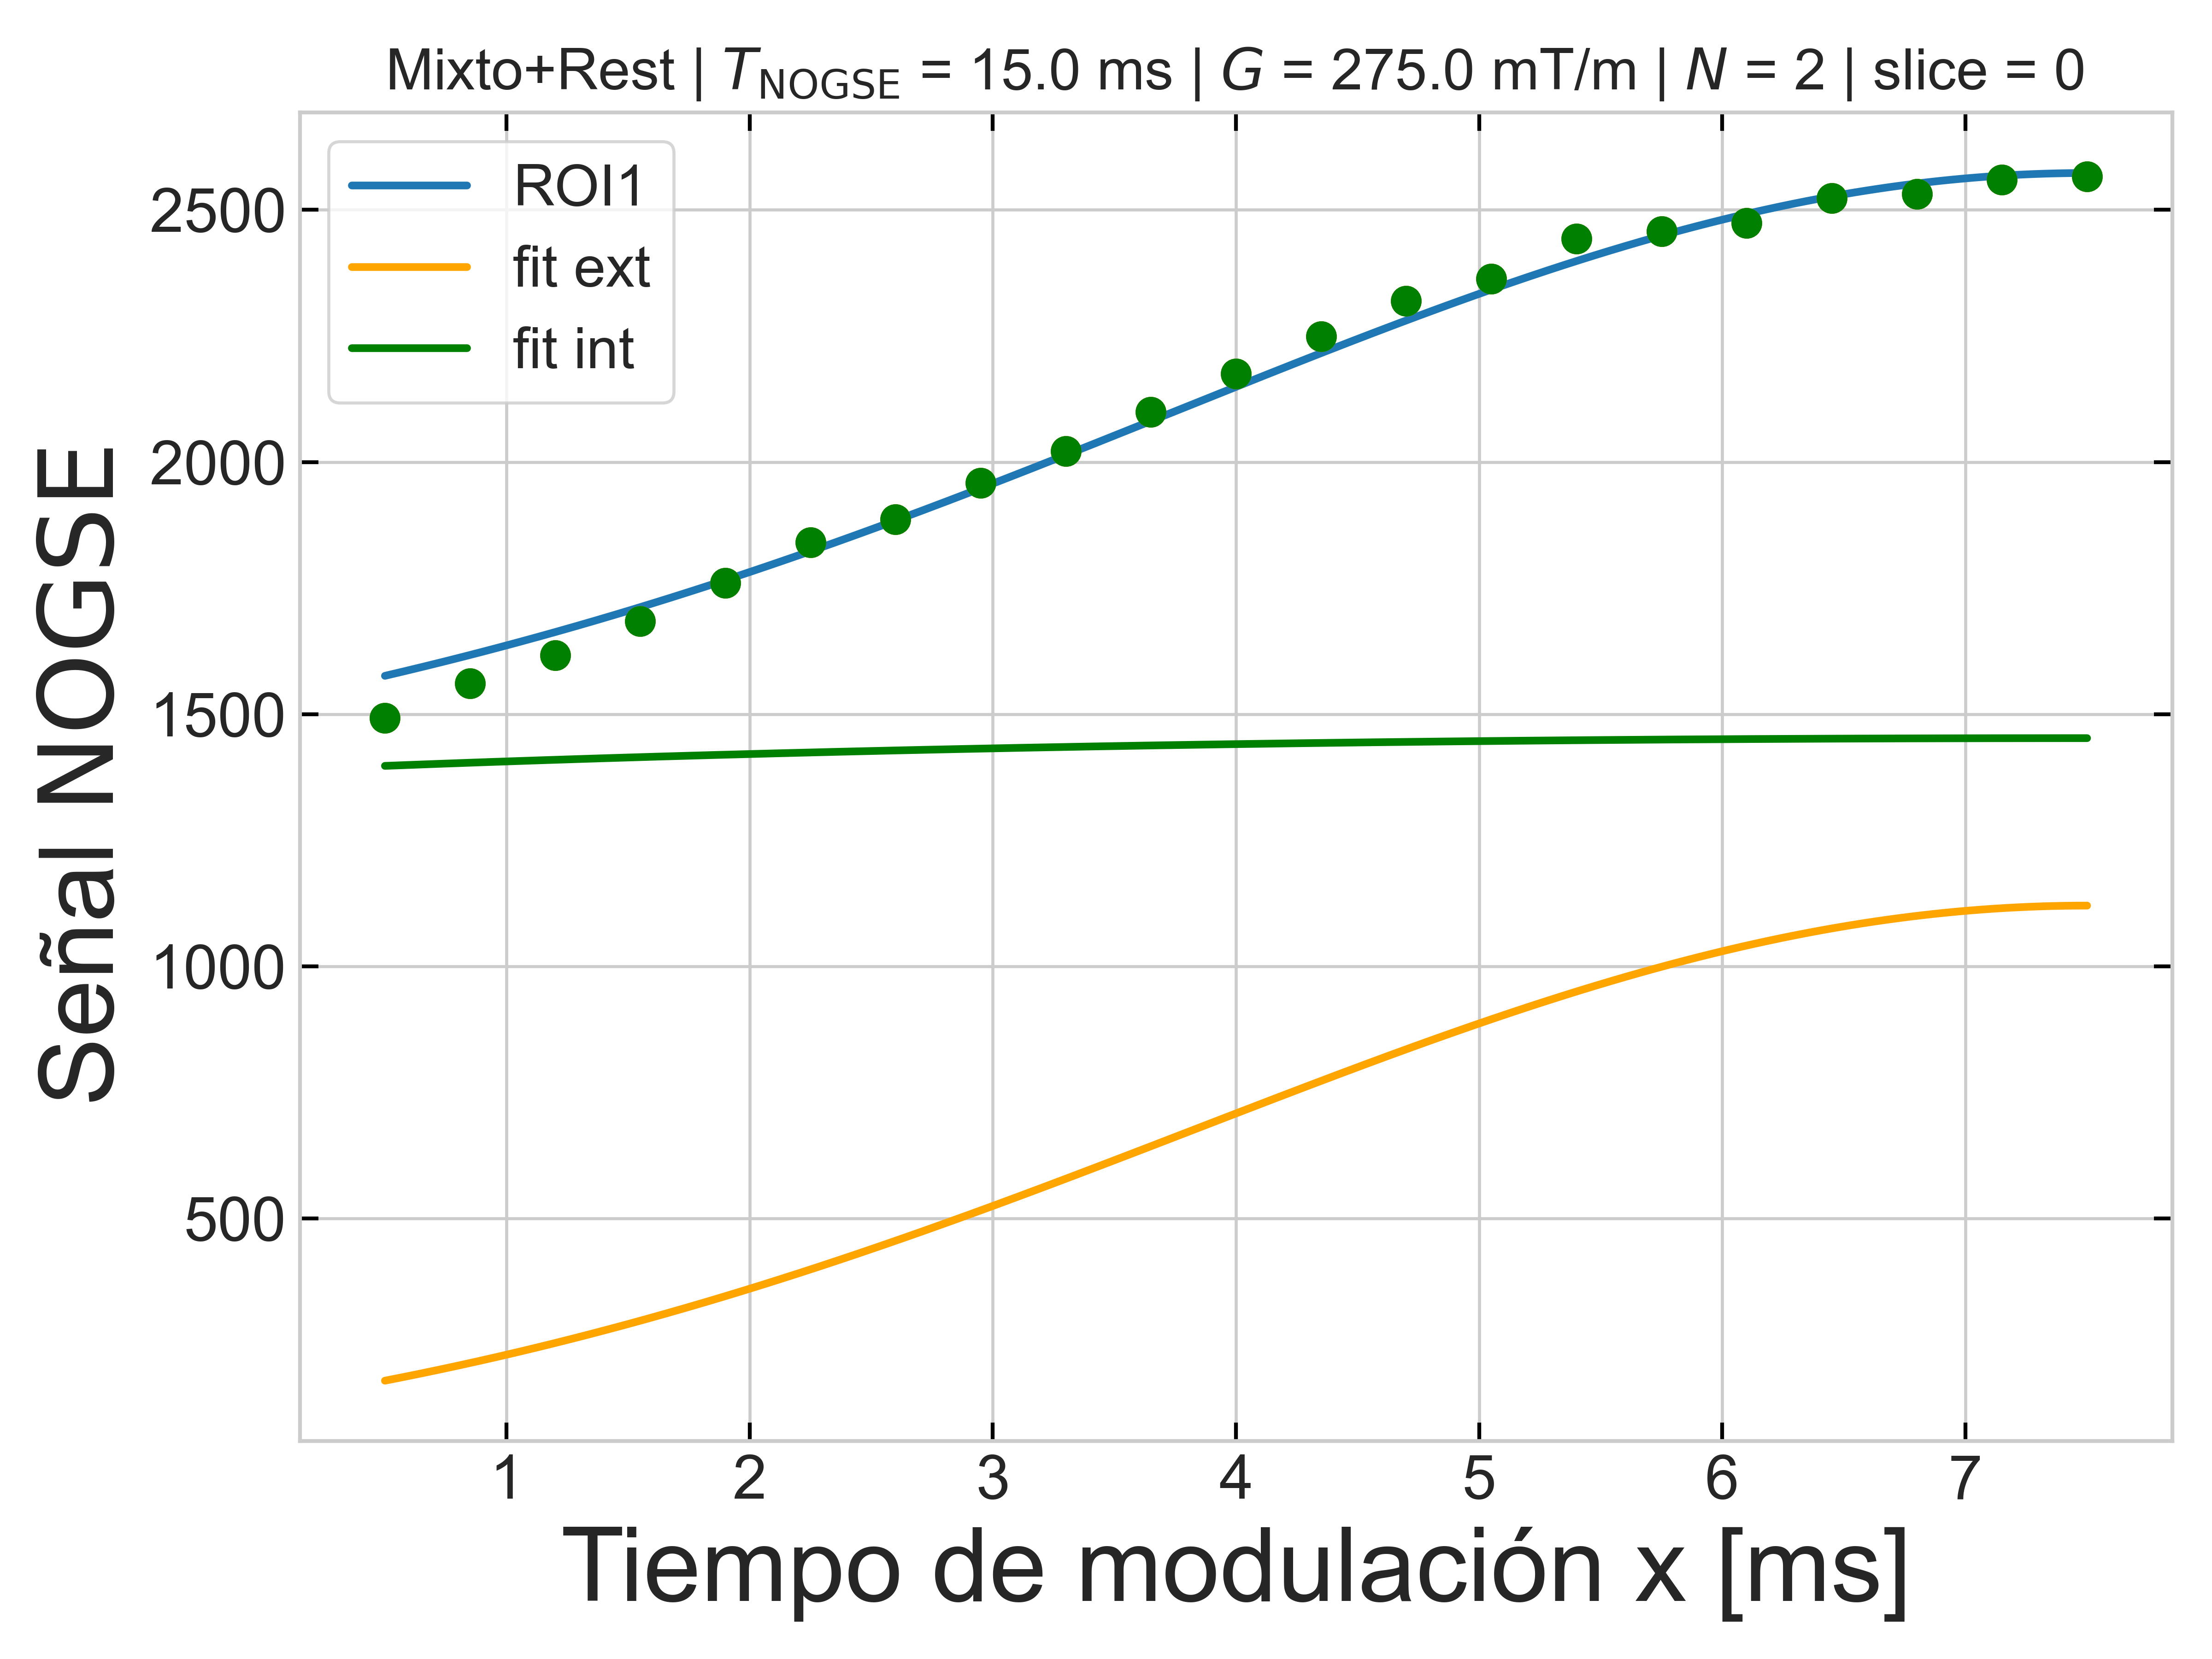 Mixto+Rest | T_NOGSE = 15.0 ms | G = 275.0 mT/m | N = 2 | slice = 0
ROI1
fit ext
fit int
Señal NOGSE
2500
2000
1500
1000
500
1 2 3 4 5 6 7
Tiempo de modulación x [ms]